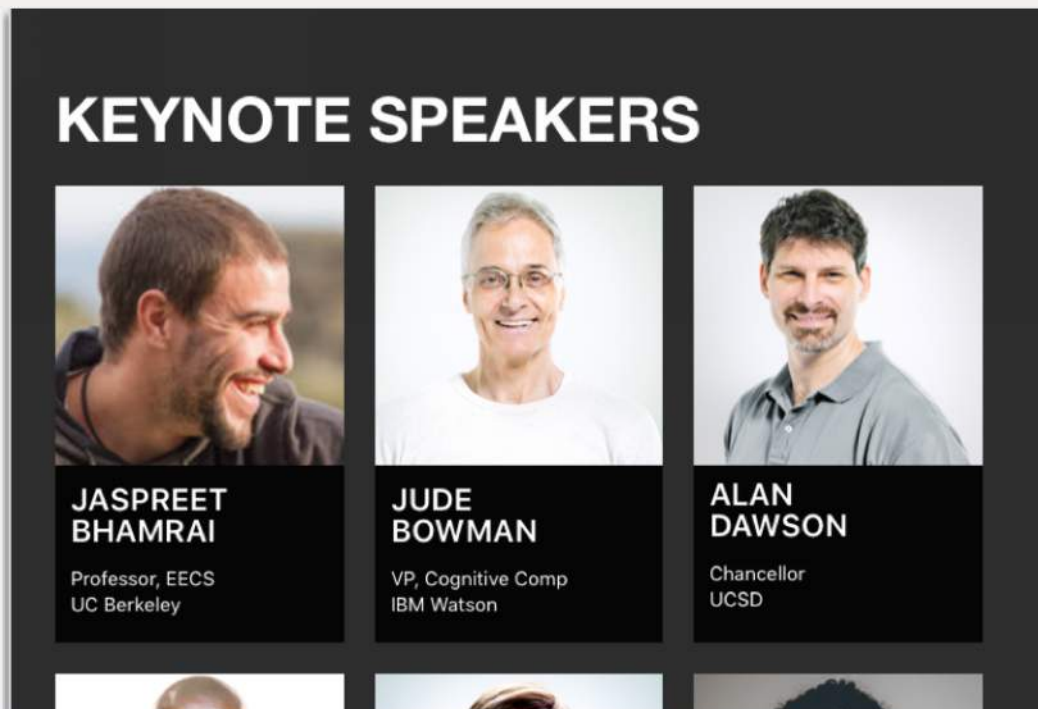 KEYNOTE SPEAKERS
JASPREET
BHAMRAI
Professor, EECS
UC Berkeley
JUDE
BOWMAN
VP, Cognitive Comp
IBM Watson
ALAN
DAWSON
Chancellor
UCSD